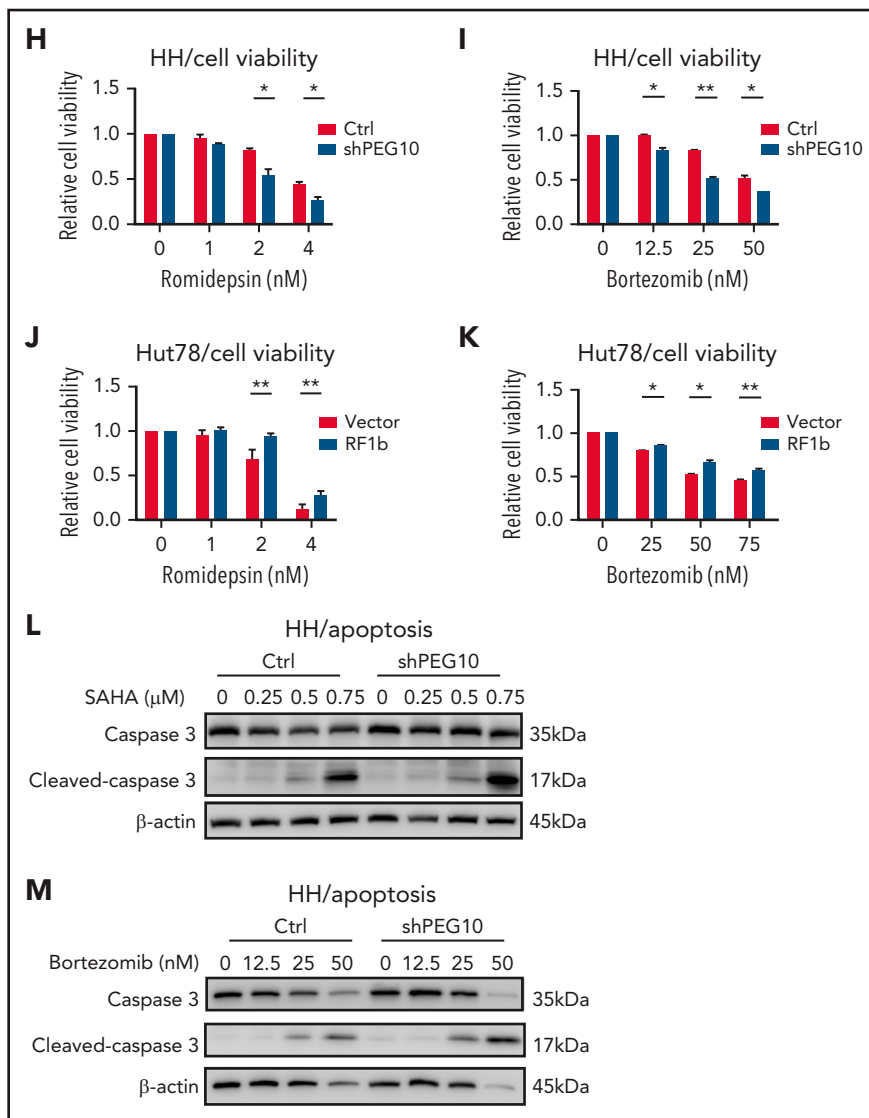 H
HH/cell viability
* *
Relative cell viability
1.5
1.0
0.5
0.0
Ctrl
shPEG10
0 1 2 4
Romidepsin (nM)
I
HH/cell viability
* ** *
Relative cell viability
1.5
1.0
0.5
0.0
Ctrl
shPEG10
0 12.5 25 50
Bortezomib (nM)
J
Hut78/cell viability
** **
Relative cell viability
1.5
1.0
0.5
0.0
Vector
RF1b
0 1 2 4
Romidepsin (nM)
K
Hut78/cell viability
* * **
Relative cell viability
1.5
1.0
0.5
0.0
Vector
RF1b
0 25 50 75
Bortezomib (nM)
L
HH/apoptosis
Ctrl shPEG10
SAHA (μM) 0 0.25 0.5 0.75 0 0.25 0.5 0.75
Caspase 3 35kDa
Cleaved-caspase 3 17kDa
β-actin 45kDa
M
HH/apoptosis
Ctrl shPEG10
Bortezomib (nM) 0 12.5 25 50 0 12.5 25 50
Caspase 3 35kDa
Cleaved-caspase 3 17kDa
β-actin 45kDa